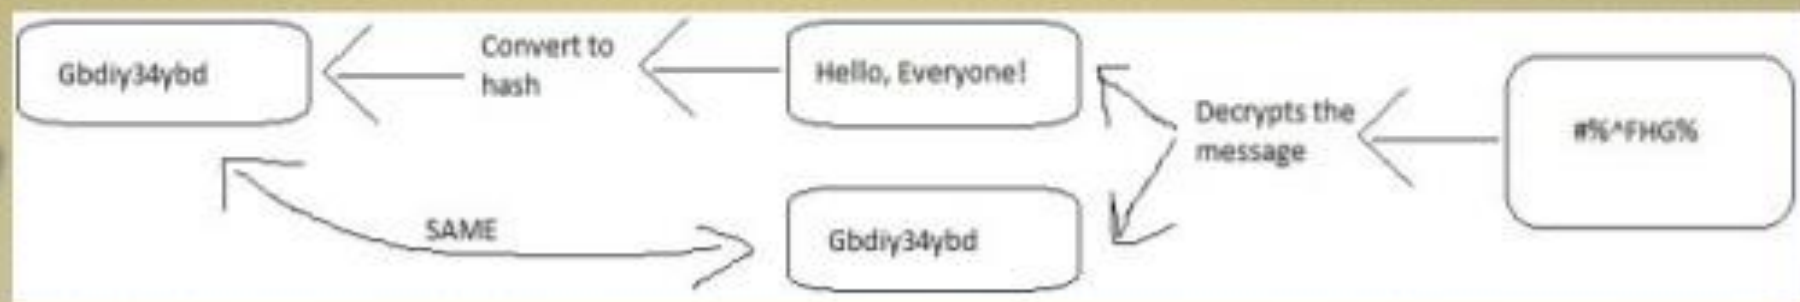 Gbdiy34ybd
Convert to
hash
Hello, Everyone!
Decrypts the
message
#%^FHG%
SAME
Gbdiy34ybd